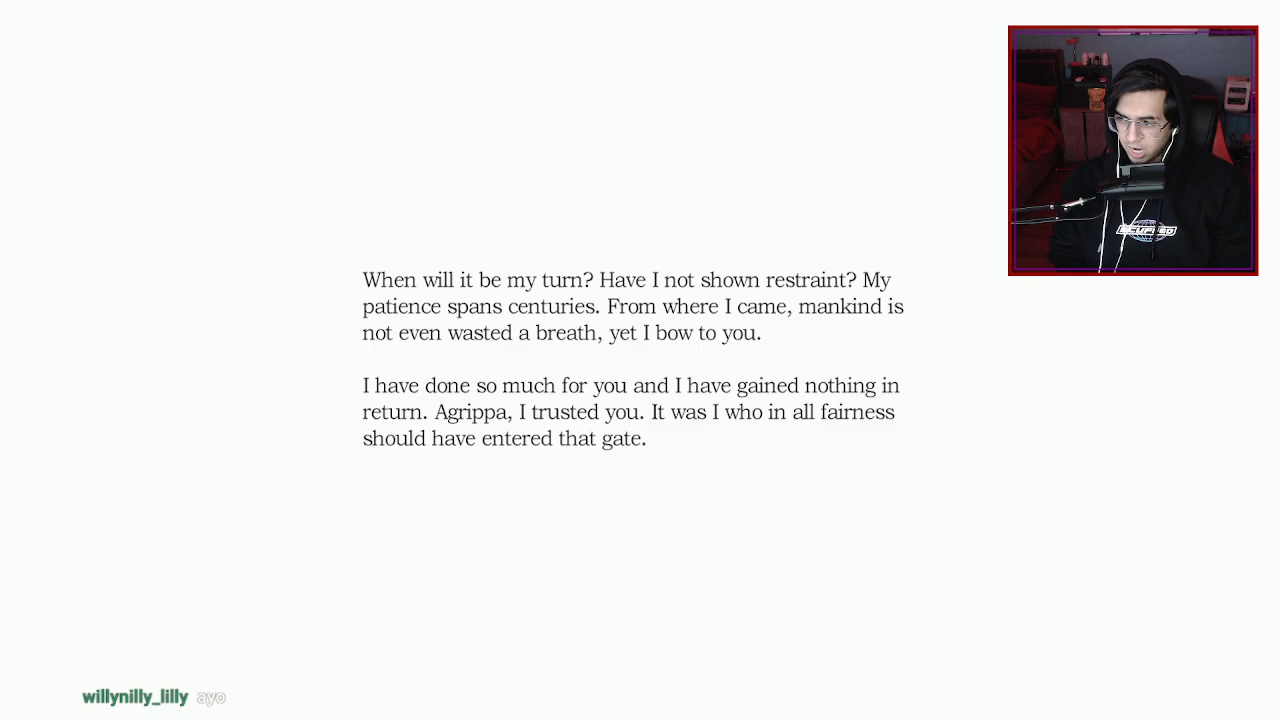 When will it be my turn? Have I not shown restraint? My
patience spans centuries. From where I came, mankind is
not even wasted a breath, yet I bow to you.
I have done so much for you and I have gained nothing in
return. Agrippa, I trusted you. It was I who in all fairness
should have entered that gate.
willynilly_lilly ayo